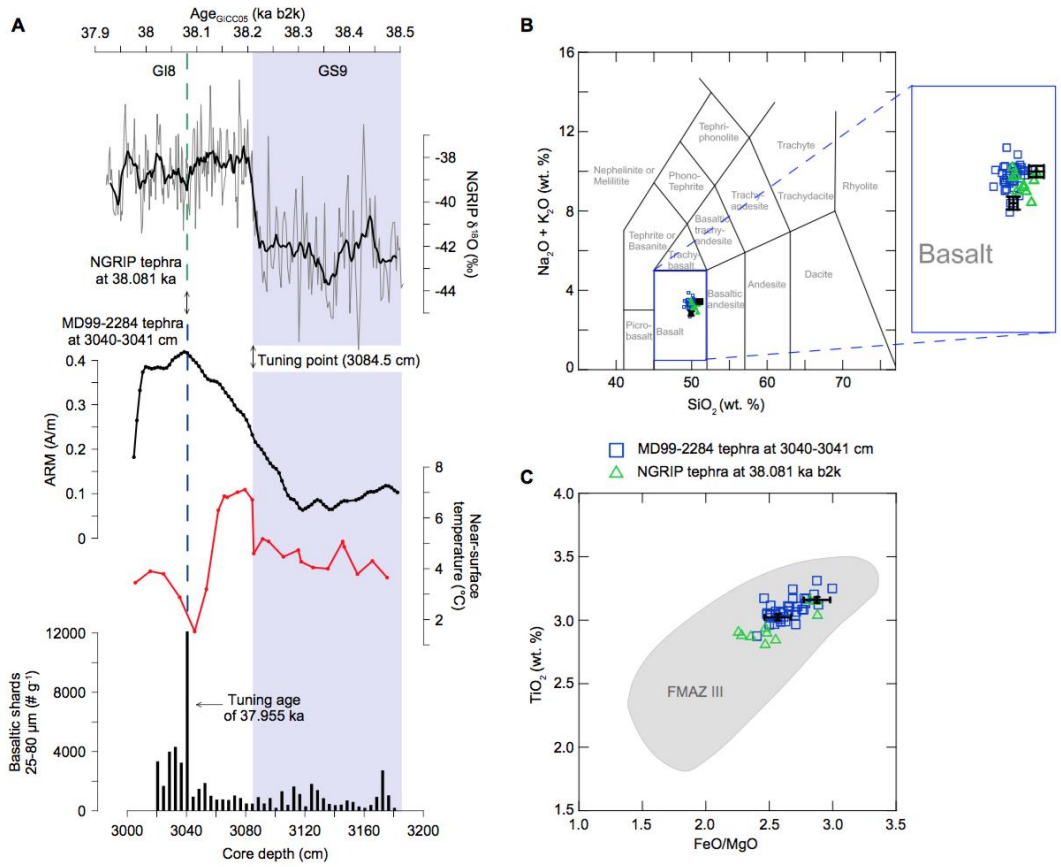 A
Age GICC05 (ka b2k)
37.9 38 38.1 38.2 38.3 38.4 38.5
GI8
GS9
-38
-40
-42
-44
NGRIP δ18O (‰)
NGRIP tephra
at 38.081 ka
MD99-2284 tephra
at 3040-3041 cm
Tuning point (3084.5 cm)
0.4
0.3
0.2
0.1
0
ARM (A/m)
8
6
4
2
Near-surface
temperature (°C)
12000
8000
4000
0
Basaltic shards
25-80 µm (# g-1)
Tuning age
of 37.955 ka
3000 3040 3080 3120 3160 3200
Core depth (cm)
B
16
12
8
4
0
Na2O + K2O (wt. %)
Tephri-
phonolite
Trachyte
Nephelinite or
Melilitite
Phono-
Tephrite
Trachy
andesite
Trachydacite
Rhyolite
Tephrite or
Basanite
Basaltic
trachy-
andesite
Trachy-
basalt
Picro-
basalt
Basalt
Basaltic
andesite
Andesite
Dacite
40 50 60 70
SiO2 (wt. %)
Basalt
MD99-2284 tephra at 3040-3041 cm
NGRIP tephra at 38.081 ka b2k
C
4.0
3.5
3.0
2.5
2.0
1.5
TiO2 (wt. %)
FMAZ III
1.0 1.5 2.0 2.5 3.0 3.5
FeO/MgO